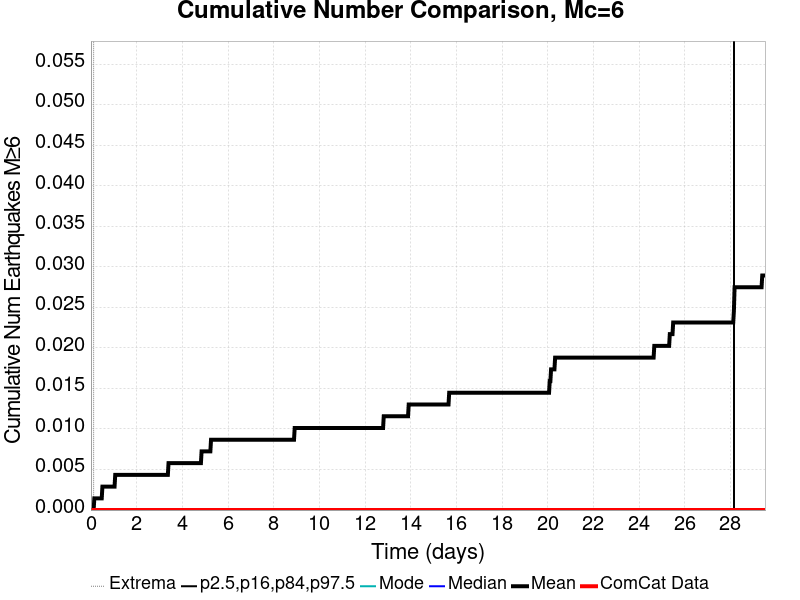 Cumulative Number Comparison, Mc=6
Cumulative Num Earthquakes M≥6
0.055
0.050
0.045
0.040
0.035
0.030
0.025
0.020
0.015
0.010
0.005
0.000
0 2 4 6 8 10 12 14 16 18 20 22 24 26 28
Time (days)
Extrema p2.5,p16,p84,p97.5 Mode Median Mean ComCat Data